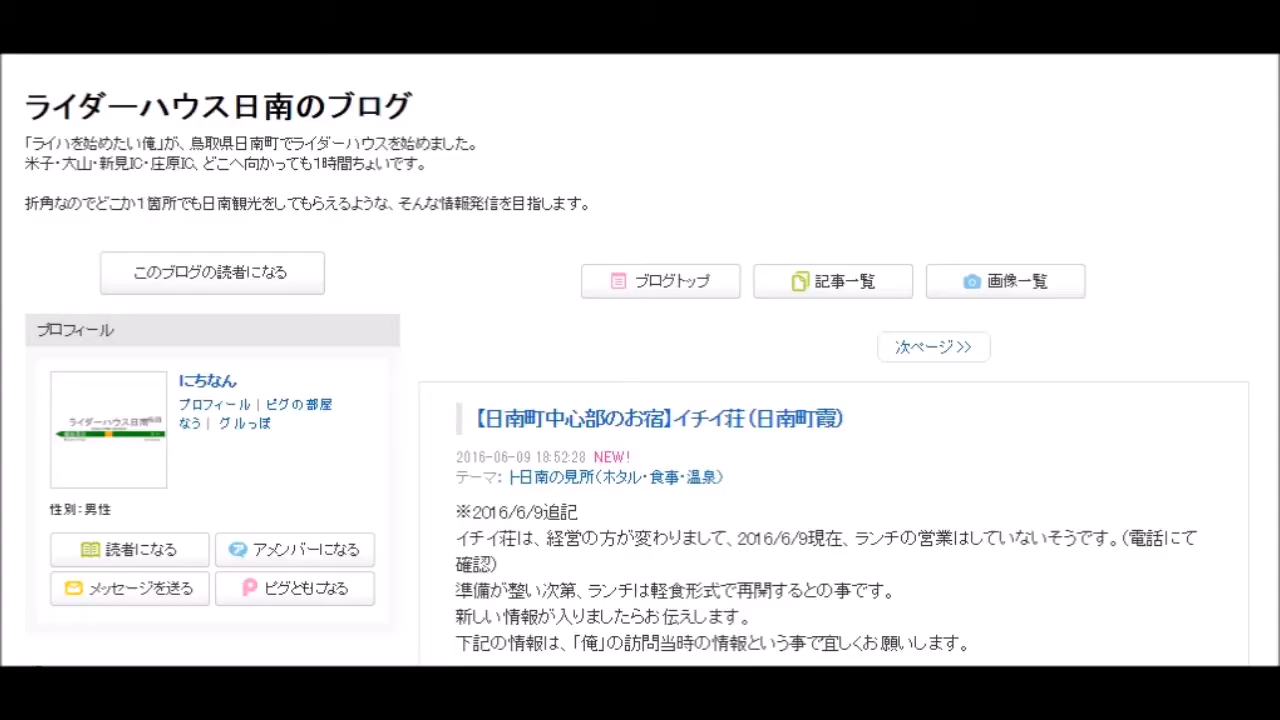 ライダーハウス日南のブログ
「ライハを始めたい俺」が、鳥取県日南町でライダーハウスを始めました。
米子・大山・新見IC・庄原IC、どこへ向かっても1時間ちょいです。
折角なのでどこか1箇所でも日南観光をしてもらえるような、そんな情報発信を目指します。
このブログの読者になる
ブログトップ
記事一覧
画像一覧
プロフィール
次ページ >>
ライダーハウス日南
にちなん
プロフィール | ピグの部屋
なう | グルっぽ
性別:男性
読者になる
アメンバーになる
メッセージを送る
ピグともになる
【日南町中心部のお宿】イチイ荘(日南町霞)
2016-06-09 18:52:28 NEW!
テーマ:├日南の見所(ホタル・食事・温泉)
※2016/6/9追記
イチイ荘は、経営の方が変わりまして、2016/6/9現在、ランチの営業はしていないそうです。(電話にて
確認)
準備が整い次第、ランチは軽食形式で再開するとの事です。
新しい情報が入りましたらお伝えします。
下記の情報は、「俺」の訪問当時の情報という事で宜しくお願いします。